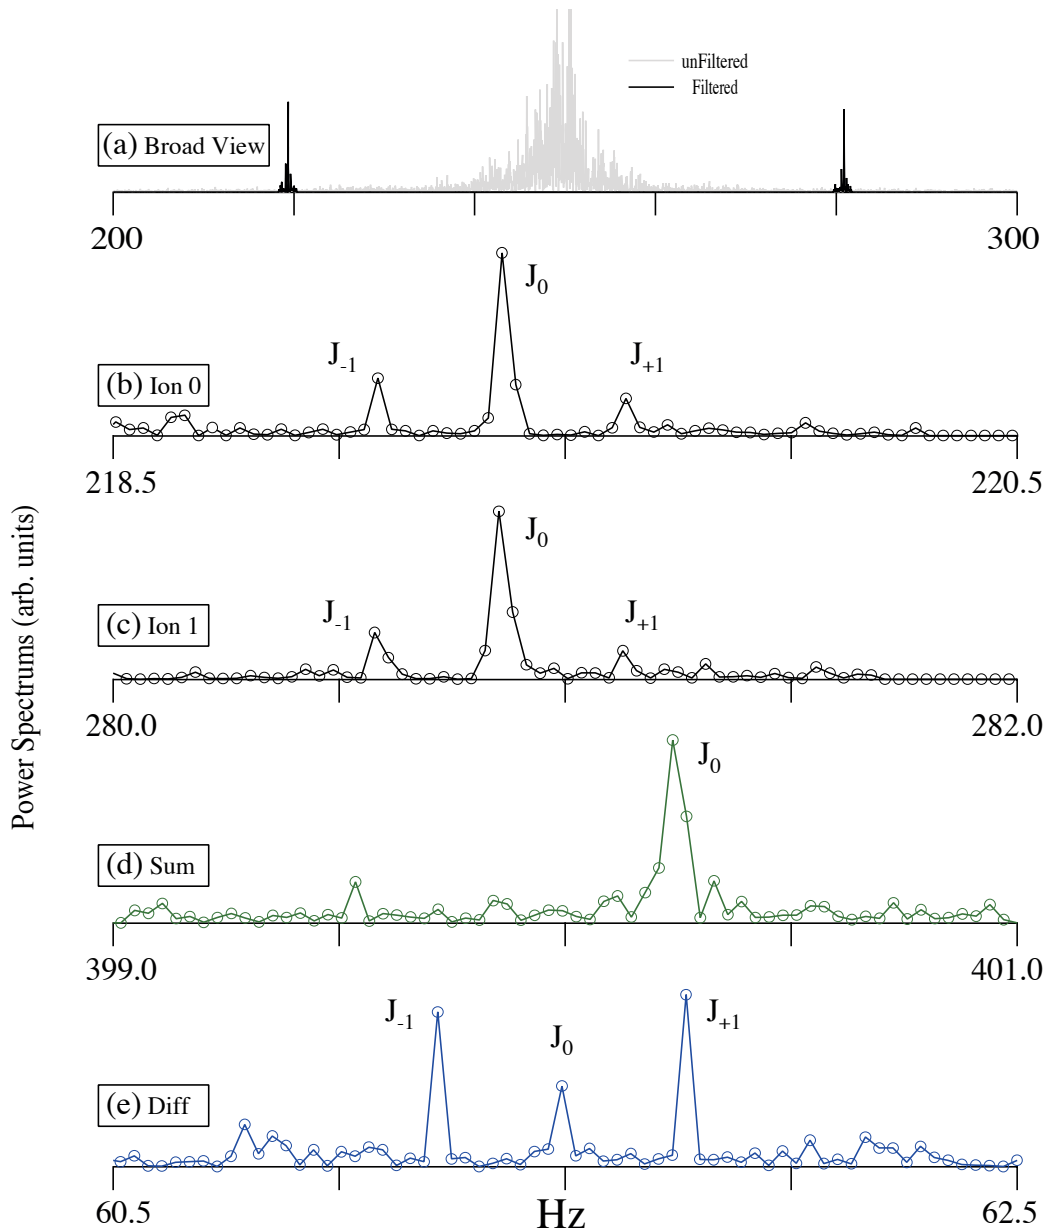 unFiltered
Filtered
(a) Broad View
200
300
J0
J-1
J+1
(b) Ion 0
218.5
220.5
J0
J-1
J+1
(c) Ion 1
280.0
282.0
Power Spectrums (arb. units)
J0
(d) Sum
399.0
401.0
J-1
J0
J+1
(e) Diff
60.5
Hz
62.5